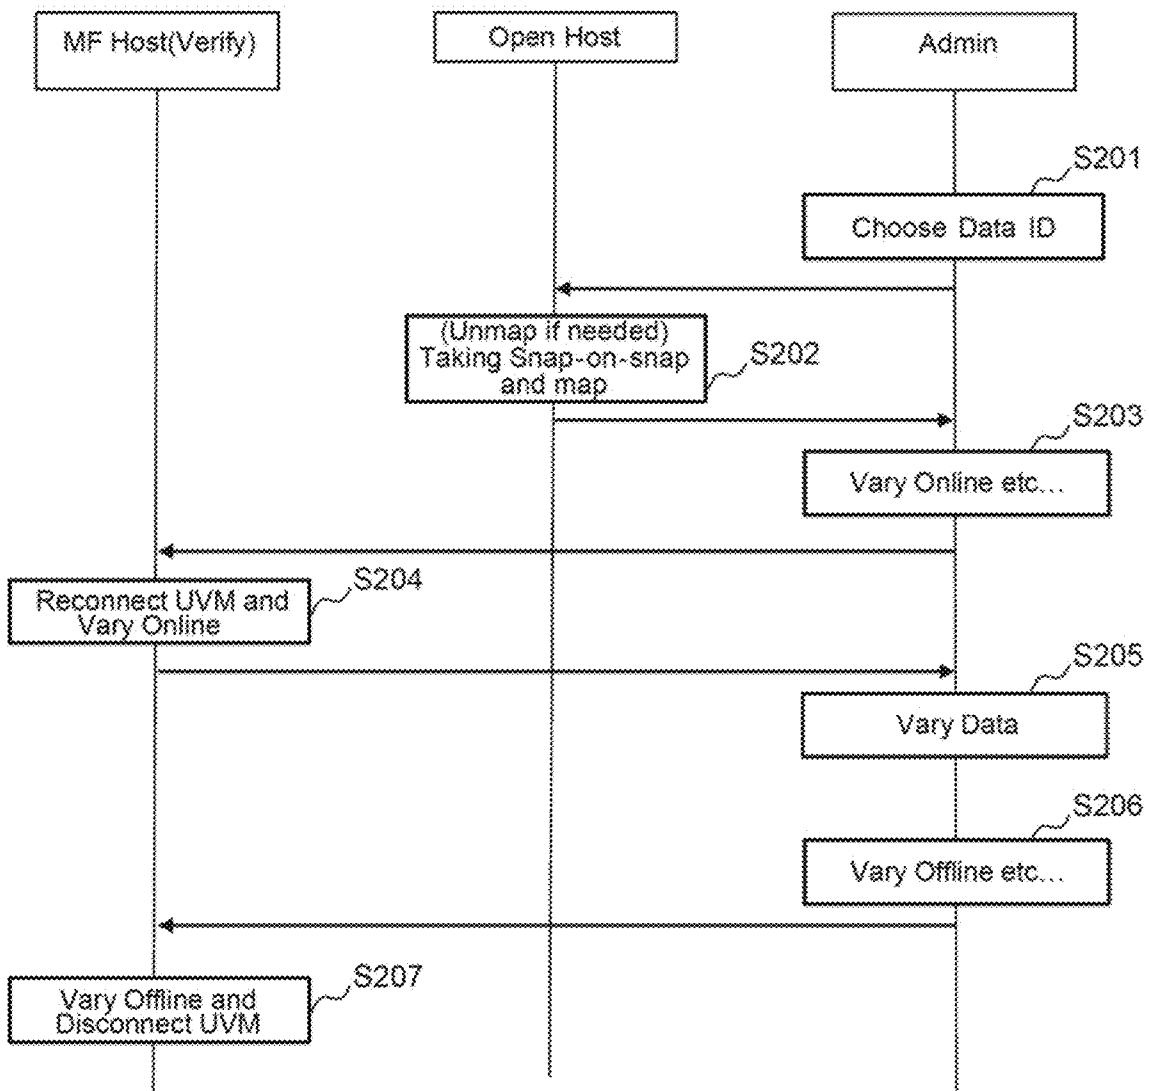 MF Host(Verify)
Open Host
Admin
S201
Choose Data ID
(Unmap if needed)
Taking Snap-on-snap
and map
S202
S203
Vary Online etc...
S204
Reconnect UVM and
Vary Online
S205
Vary Data
S206
Vary Offline etc...
S207
Vary Offline and
Disconnect UVM